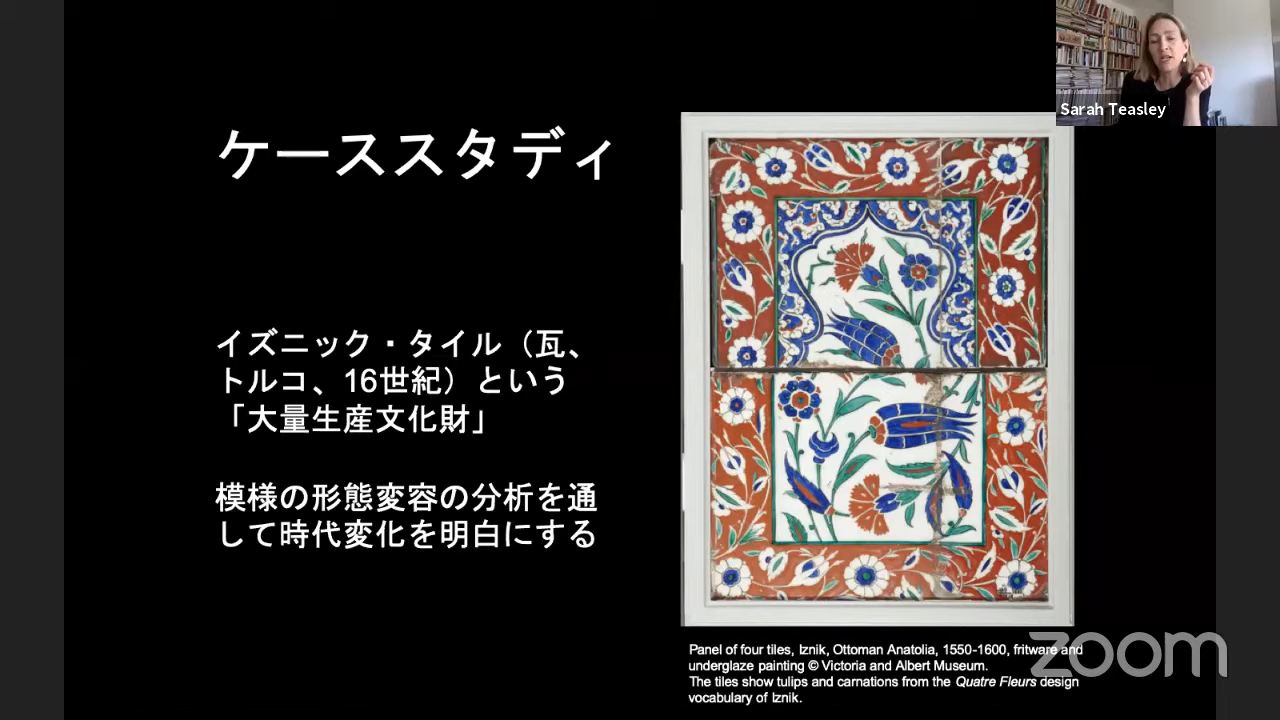 Sarah Teasley
ケーススタディ
イズニック・タイル（瓦、
トルコ、16世紀）という
「大量生産文化財」
模様の形態変容の分析を通
して時代変化を明白にする
Panel of four tiles, Iznik, Ottoman Anatolia, 1550-1600, fritware and
underglaze painting © Victoria and Albert Museum.
The tiles show tulips and carnations from the Quatre Fleurs design
vocabulary of Iznik.
zoom